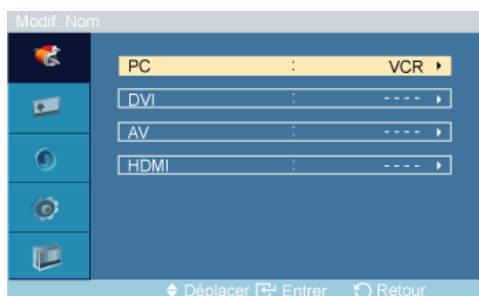 Modif. Nom
PC : VCR
DVI : - - - -
AV : - - - -
HDMI : - - - -
Déplacer Entrer Retour